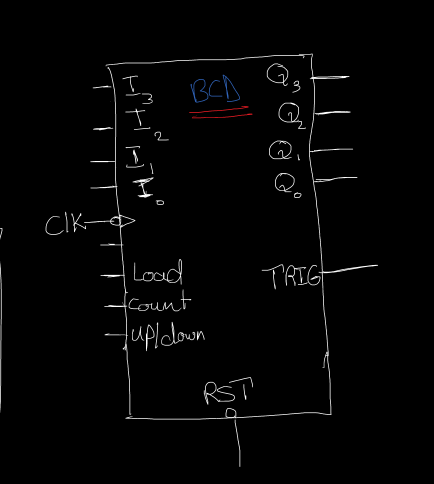 I3 BCD Q3
I2 Q2
I1 Q1
I0 Q0
ClK
Load TRIG
Count
up/down
RST